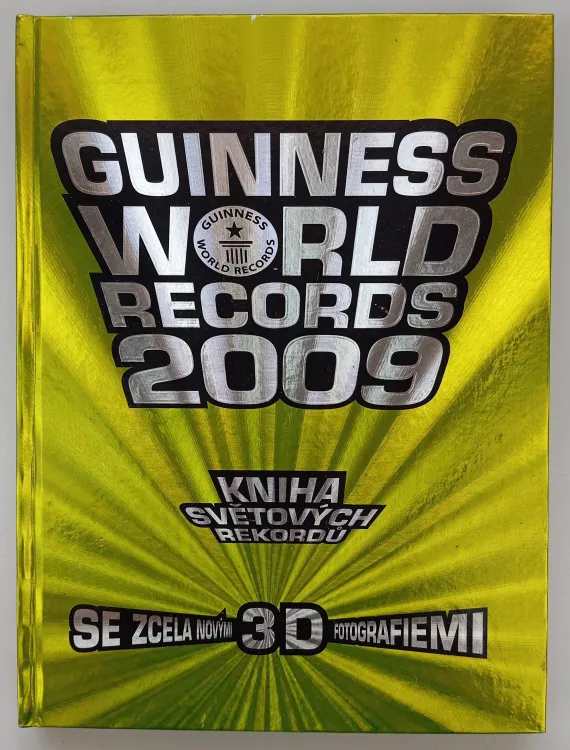 GUINNESS
WORLD
GUINNESS
WORLD RECORDS
RECORDS
2009
KNIHA
SVĚTOVÝCH
REKORDŮ
SE ZCELA NOVÝMI 3D FOTOGRAFIEMI